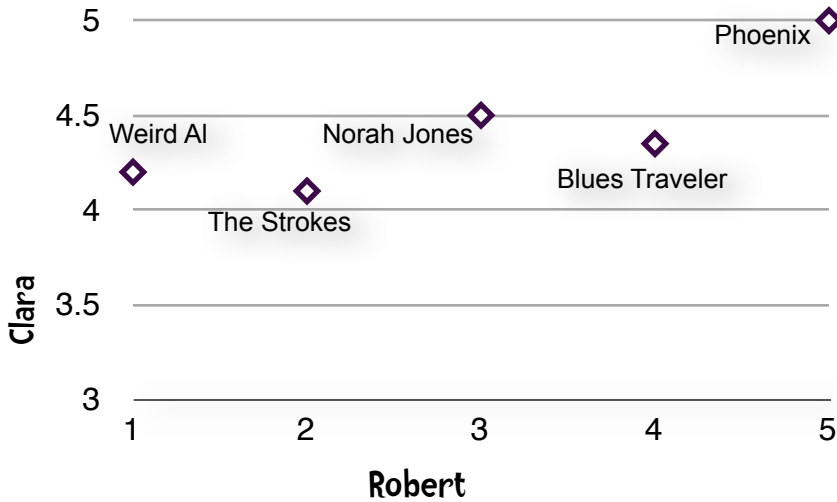 5
Phoenix
4.5
Weird Al
Norah Jones
Blues Traveler
4
The Strokes
Clara
3.5
3
1 2 3 4 5
Robert